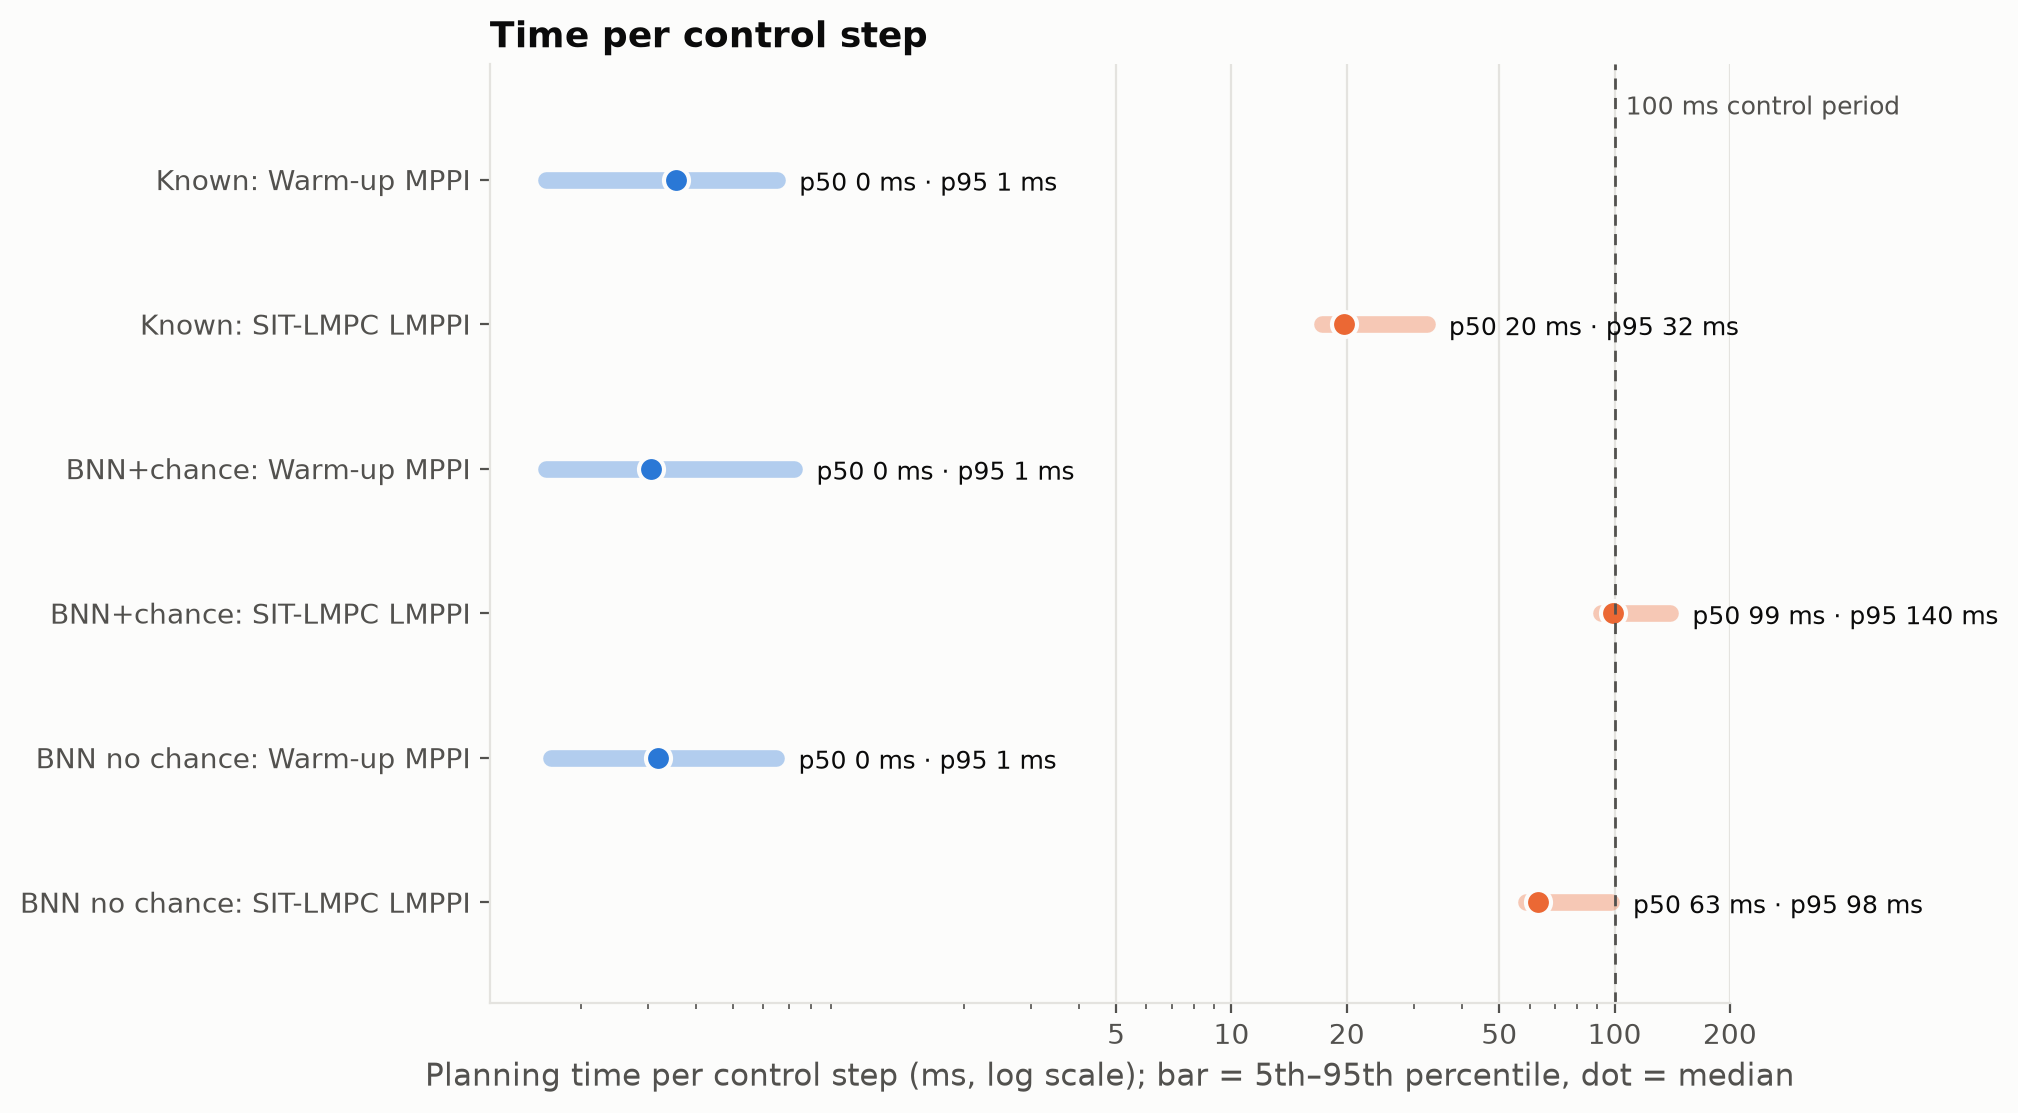 Time per control step
100 ms control period
Known: Warm-up MPPI
p50 0 ms · p95 1 ms
Known: SIT-LMPC LMPPI
p50 20 ms · p95 32 ms
BNN+chance: Warm-up MPPI
p50 0 ms · p95 1 ms
BNN+chance: SIT-LMPC LMPPI
p50 99 ms · p95 140 ms
BNN no chance: Warm-up MPPI
p50 0 ms · p95 1 ms
BNN no chance: SIT-LMPC LMPPI
p50 63 ms · p95 98 ms
5 10 20 50 100 200
Planning time per control step (ms, log scale); bar = 5th–95th percentile, dot = median